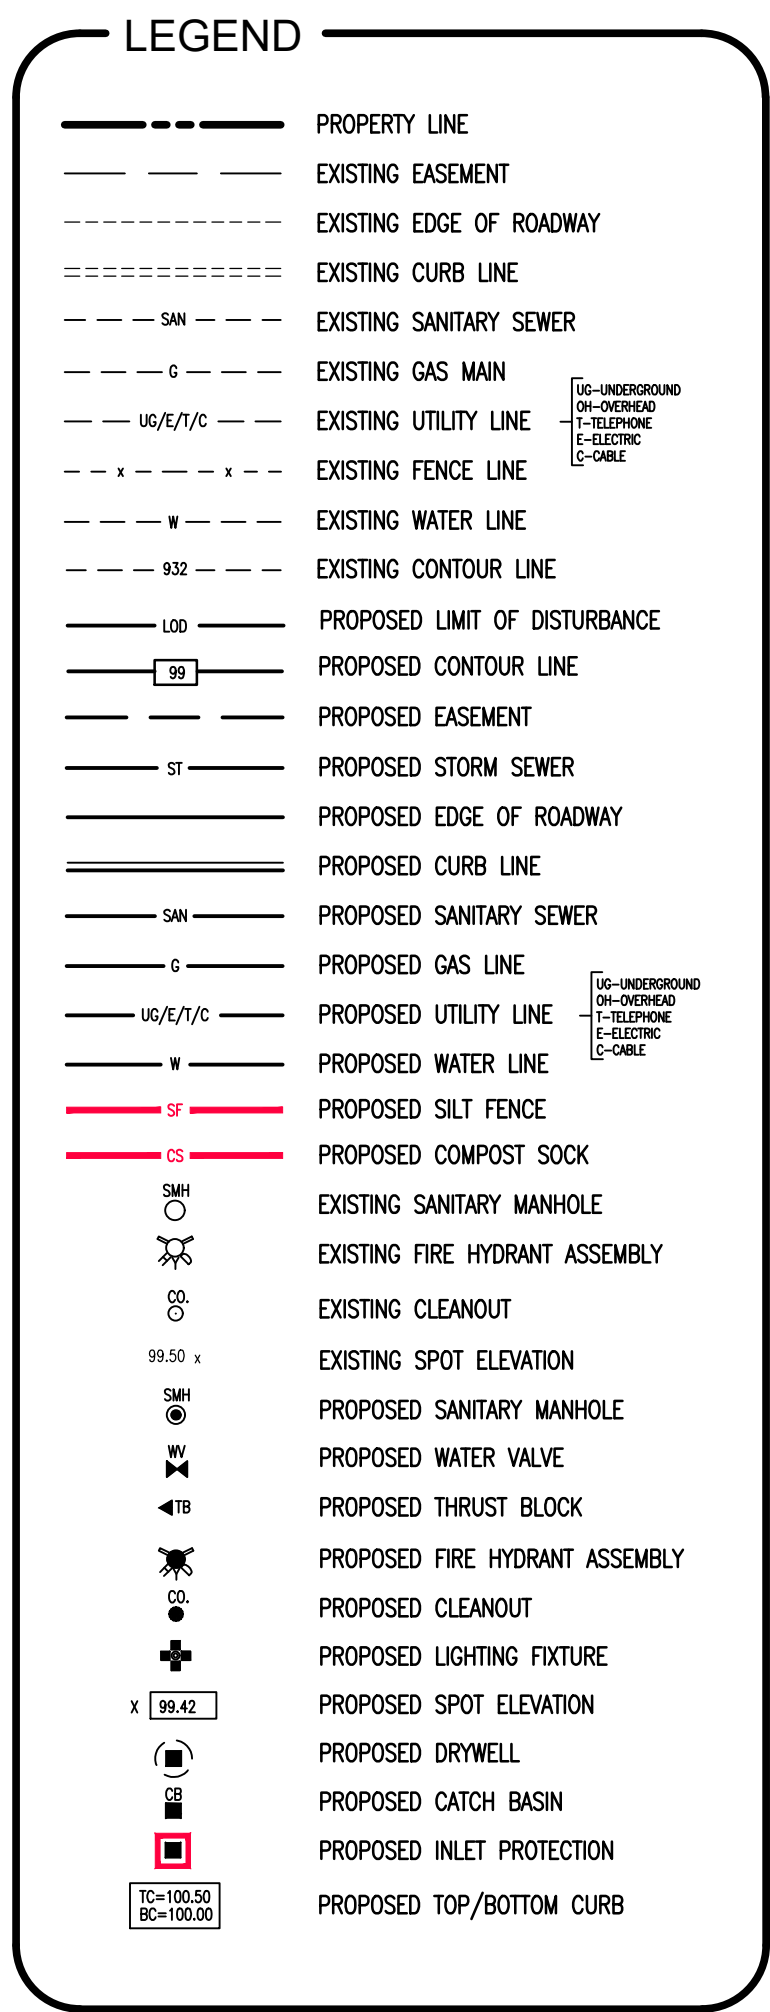 LEGEND
PROPERTY LINE
EXISTING EASEMENT
EXISTING EDGE OF ROADWAY
EXISTING CURB LINE
SAN EXISTING SANITARY SEWER
G EXISTING GAS MAIN
UG/E/T/C EXISTING UTILITY LINE
UG-UNDERGROUND
OH-OVERHEAD
T-TELEPHONE
E-ELECTRIC
C-CABLE
x x EXISTING FENCE LINE
W EXISTING WATER LINE
932 EXISTING CONTOUR LINE
LOD PROPOSED LIMIT OF DISTURBANCE
99 PROPOSED CONTOUR LINE
PROPOSED EASEMENT
ST PROPOSED STORM SEWER
PROPOSED EDGE OF ROADWAY
PROPOSED CURB LINE
SAN PROPOSED SANITARY SEWER
G PROPOSED GAS LINE
UG/E/T/C PROPOSED UTILITY LINE
UG-UNDERGROUND
OH-OVERHEAD
T-TELEPHONE
E-ELECTRIC
C-CABLE
W PROPOSED WATER LINE
SF PROPOSED SILT FENCE
CS PROPOSED COMPOST SOCK
SMH
EXISTING SANITARY MANHOLE
EXISTING FIRE HYDRANT ASSEMBLY
CO.
EXISTING CLEANOUT
99.50 x EXISTING SPOT ELEVATION
SMH
PROPOSED SANITARY MANHOLE
WV
PROPOSED WATER VALVE
TB PROPOSED THRUST BLOCK
PROPOSED FIRE HYDRANT ASSEMBLY
CO.
PROPOSED CLEANOUT
PROPOSED LIGHTING FIXTURE
X 99.42 PROPOSED SPOT ELEVATION
PROPOSED DRYWELL
CB
PROPOSED CATCH BASIN
PROPOSED INLET PROTECTION
TC=100.50
BC=100.00
PROPOSED TOP/BOTTOM CURB